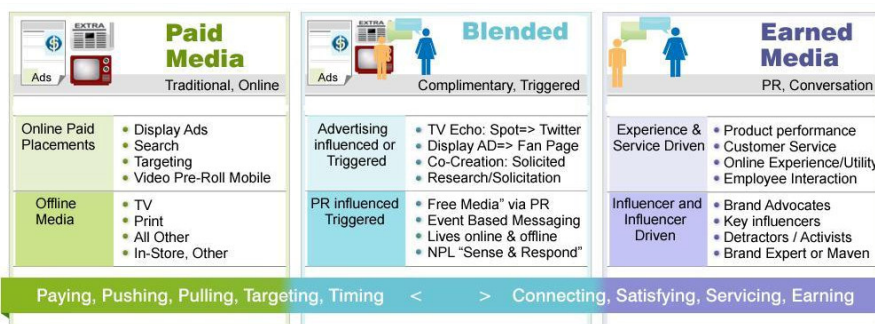 EXTRA
Ads
Paid
Media
Traditional, Online
Online Paid
Placements
• Display Ads
• Search
• Targeting
• Video Pre-Roll Mobile
Offline
Media
• TV
• Print
• All Other
• In-Store, Other
EXTRA
Ads
Blended
Complimentary, Triggered
Advertising
influenced or
Triggered
• TV Echo: Spot=> Twitter
• Display AD=> Fan Page
• Co-Creation: Solicited
• Research/Solicitation
PR influenced
Triggered
• Free Media” via PR
• Event Based Messaging
• Lives online & offline
• NPL “Sense & Respond”
Earned
Media
PR, Conversation
Experience &
Service Driven
• Product performance
• Customer Service
• Online Experience/Utility
• Employee Interaction
Influencer and
Influencer
Driven
• Brand Advocates
• Key influencers
• Detractors / Activists
• Brand Expert or Maven
Paying, Pushing, Pulling, Targeting, Timing < > Connecting, Satisfying, Servicing, Earning